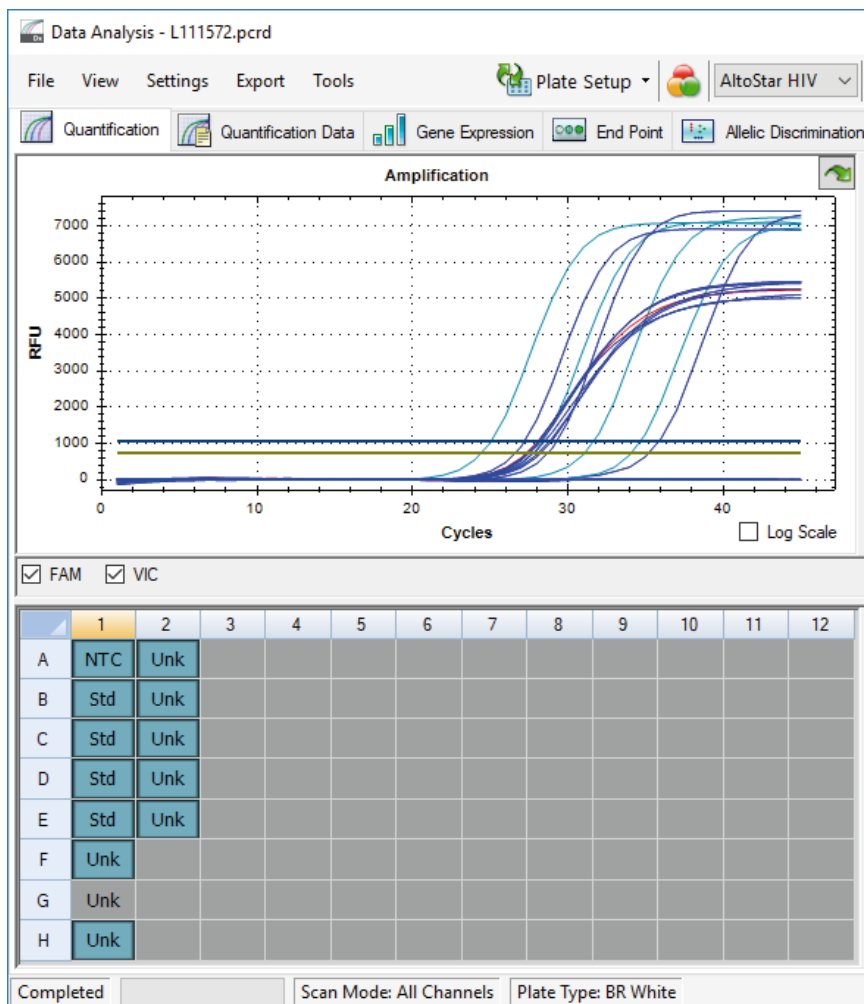 Data Analysis - L111572.pcrd
File View Settings Export Tools Plate Setup AltoStar HIV
Quantification Quantification Data Gene Expression End Point Allelic Discrimination
Amplification
7000
6000
5000
4000
3000
2000
1000
0
RFU
0 10 20 30 40
Cycles
Log Scale
FAM VIC
1 2 3 4 5 6 7 8 9 10 11 12
A NTC Unk
B Std Unk
C Std Unk
D Std Unk
E Std Unk
F Unk
G Unk
H Unk
Completed Scan Mode: All Channels Plate Type: BR White